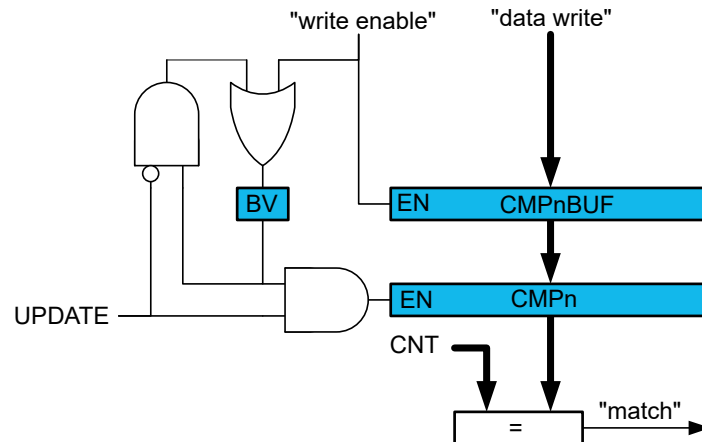 "write enable"
"data write"
BV
EN
CMPnBUF
EN
CMPn
UPDATE
CNT
=
"match"